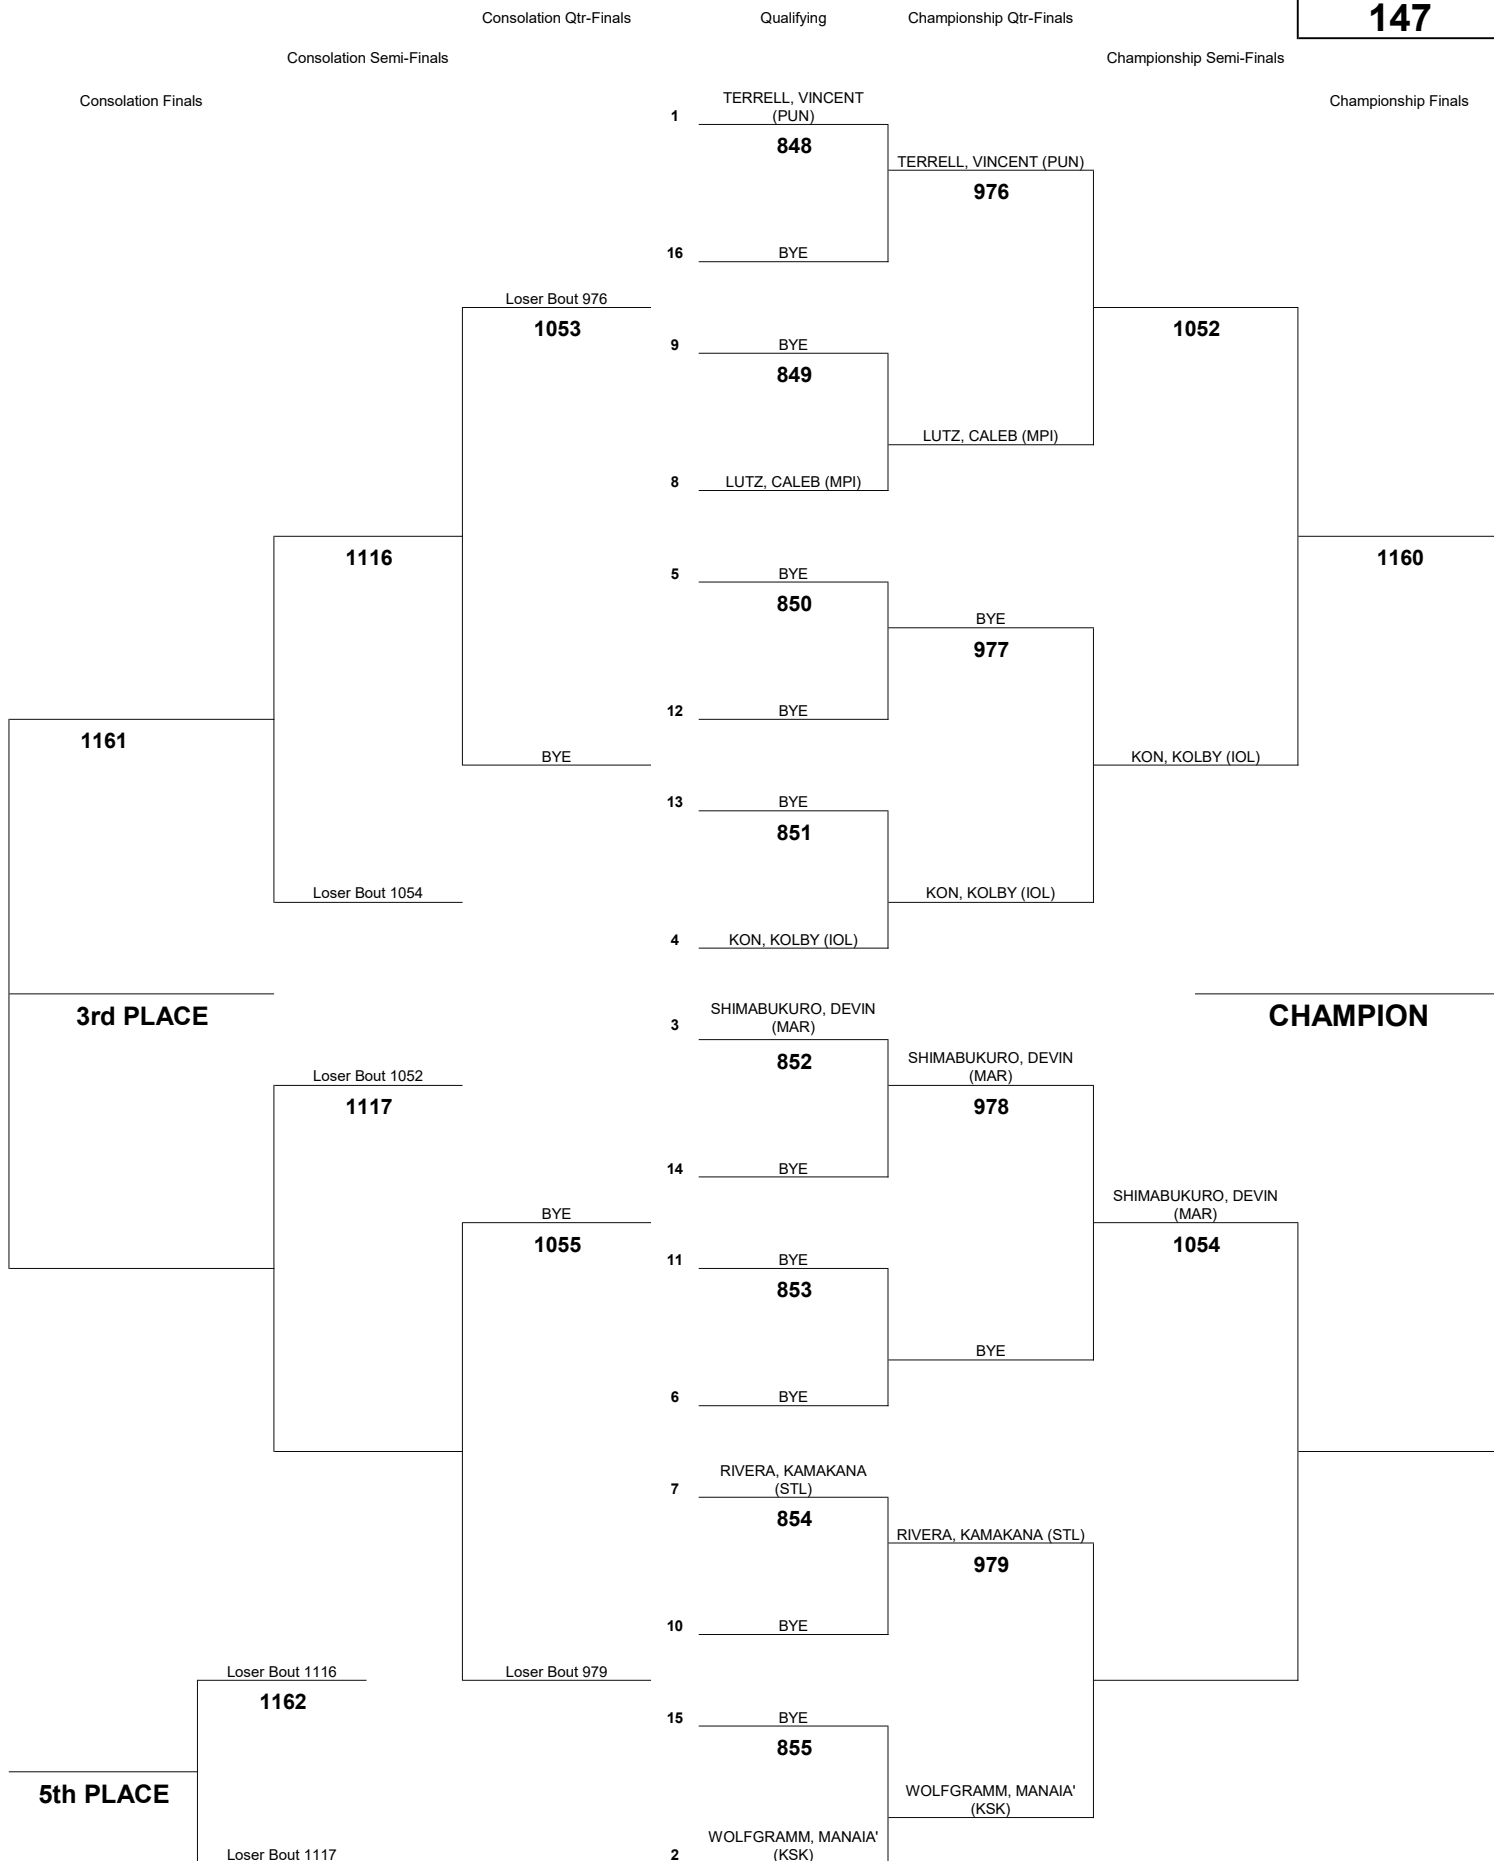 Consolation Qtr-Finals Qualifying Championship Qtr-Finals 147
Consolation Semi-Finals Championship Semi-Finals
Consolation Finals Championship Finals
TERRELL, VINCENT
1 (PUN)
848
TERRELL, VINCENT (PUN)
976
16 BYE
Loser Bout 976
1053 1052
9 BYE
849
LUTZ, CALEB (MPI)
8 LUTZ, CALEB (MPI)
1116 1160
5 BYE
850
BYE
977
12 BYE
1161
BYE KON, KOLBY (IOL)
13 BYE
851
Loser Bout 1054 KON, KOLBY (IOL)
4 KON, KOLBY (IOL)
3rd PLACE CHAMPION
SHIMABUKURO, DEVIN
3 (MAR)
852
SHIMABUKURO, DEVIN
Loser Bout 1052 (MAR)
1117 978
14 BYE
SHIMABUKURO, DEVIN
BYE (MAR)
1055 1054
11 BYE
853
BYE
6 BYE
RIVERA, KAMAKANA
7 (STL)
854
RIVERA, KAMAKANA (STL)
979
10 BYE
Loser Bout 1116 Loser Bout 979
1162
15 BYE
855
5th PLACE
WOLFGRAMM, MANAIA'
(KSK)
WOLFGRAMM, MANAIA'
Loser Bout 1117 2 (KSK)